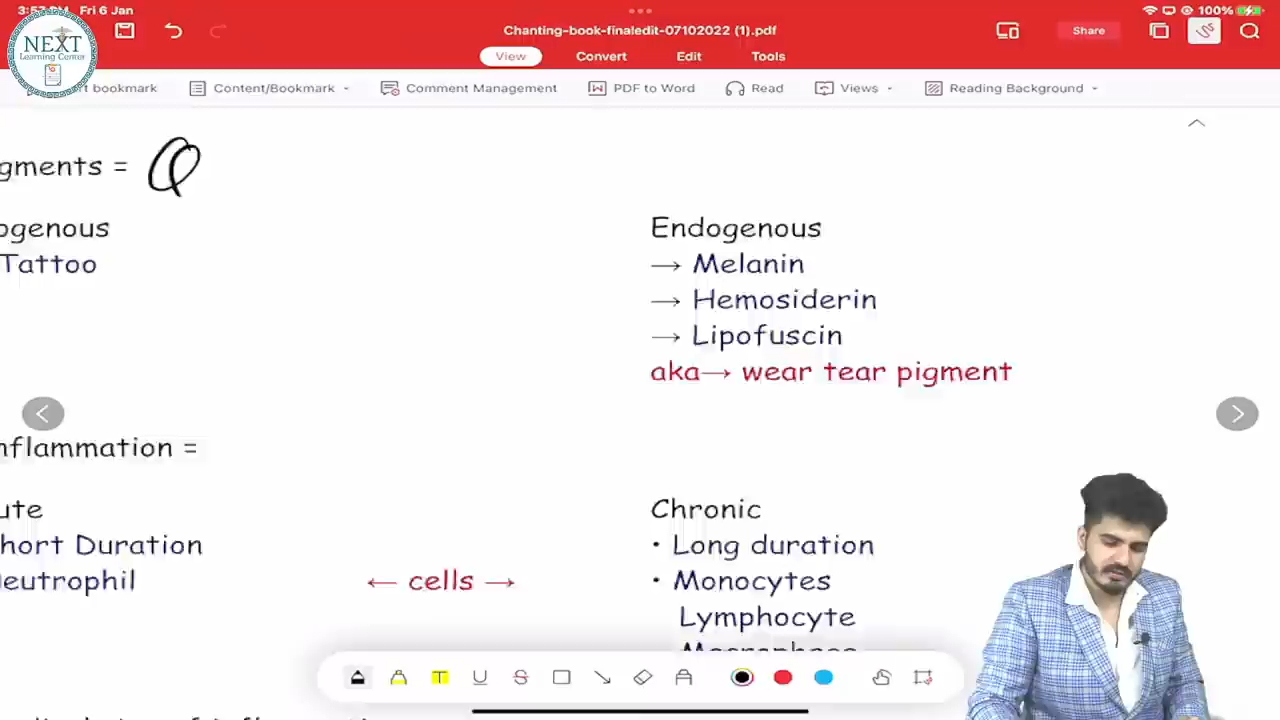 3:57 PM Fri 6 Jan
100%
NEXT
Learning Center
Chanting-book-finaledit-07102022 (1).pdf
Share
View Convert Edit Tools
bookmark Content/Bookmark Comment Management PDF to Word Read Views Reading Background
gments =
ogenous
Tattoo
Endogenous
→ Melanin
→ Hemosiderin
→ Lipofuscin
aka→ wear tear pigment
nflammation =
ute
hort Duration
eutrophil
← cells →
Chronic
• Long duration
• Monocytes
Lymphocyte